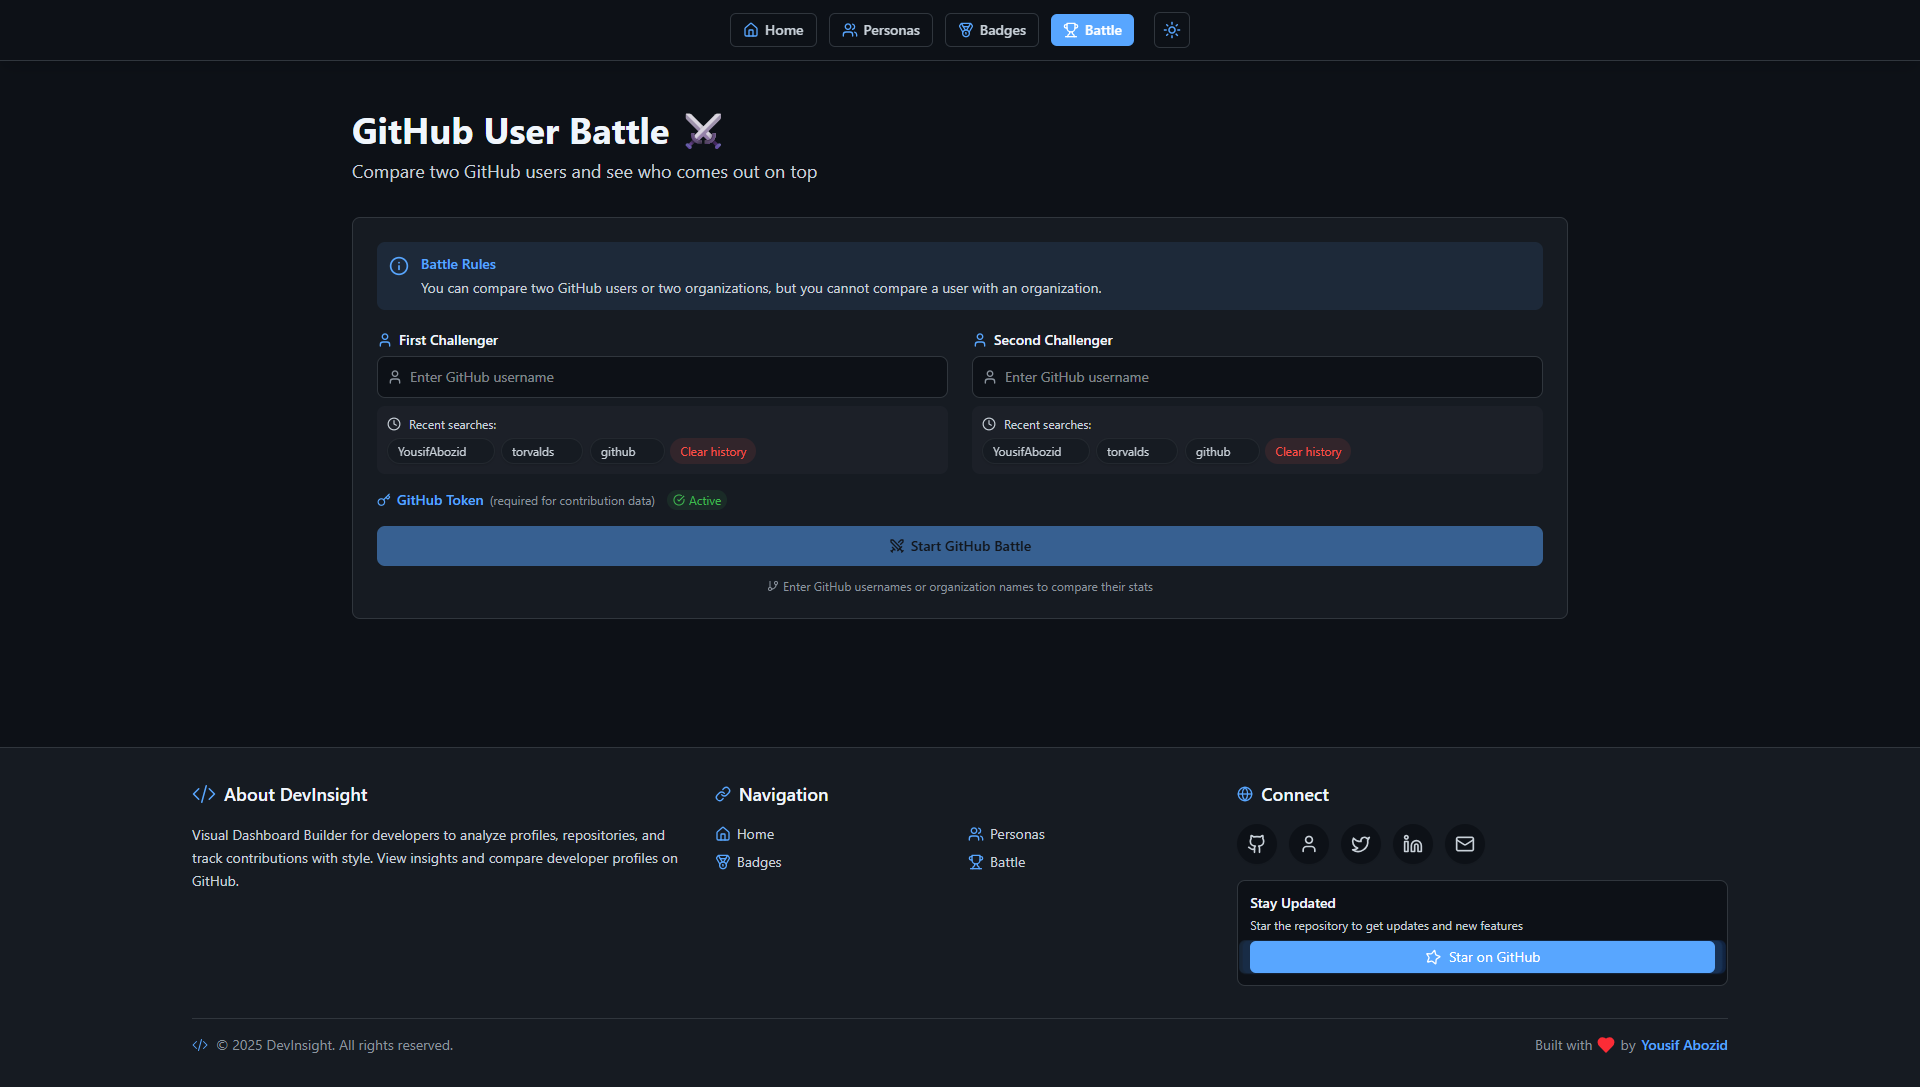 Home Personas Badges Battle
GitHub User Battle
Compare two GitHub users and see who comes out on top
Battle Rules
You can compare two GitHub users or two organizations, but you cannot compare a user with an organization.
First Challenger
Enter GitHub username
Recent searches:
YousifAbozid torvalds github Clear history
Second Challenger
Enter GitHub username
Recent searches:
YousifAbozid torvalds github Clear history
GitHub Token (required for contribution data) Active
Start GitHub Battle
Enter GitHub usernames or organization names to compare their stats
About DevInsight
Visual Dashboard Builder for developers to analyze profiles, repositories, and
track contributions with style. View insights and compare developer profiles on
GitHub.
Navigation
Home Personas
Badges Battle
Connect
Stay Updated
Star the repository to get updates and new features
Star on GitHub
© 2025 DevInsight. All rights reserved.
Built with ❤️ by Yousif Abozid